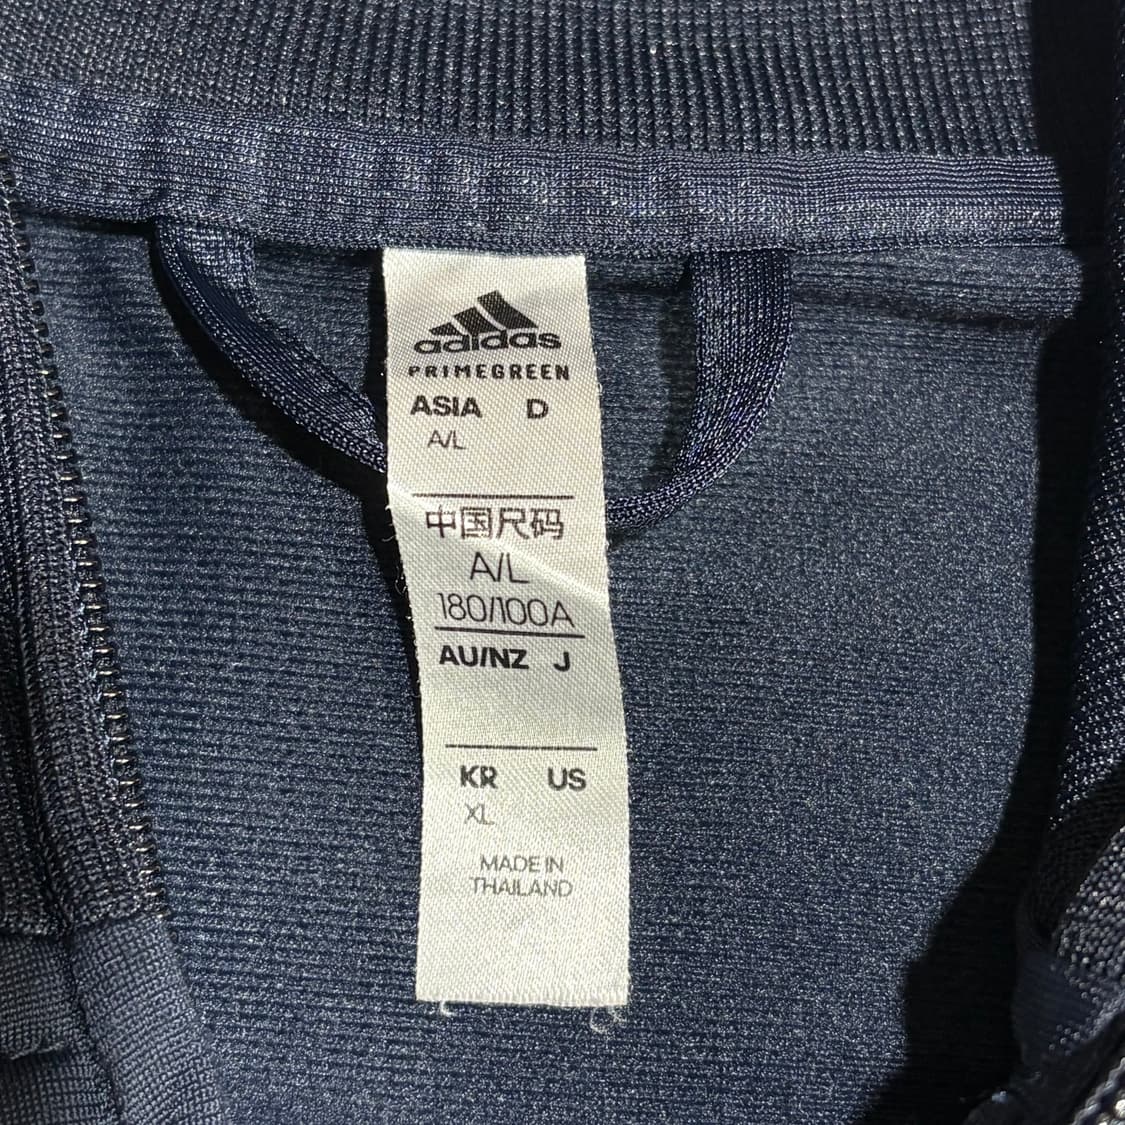 adidas
PRIMEGREEN
ASIA D
A/L
中国尺码
A/L
180/100A
AU/NZ J
KR US
XL
MADE IN
THAILAND